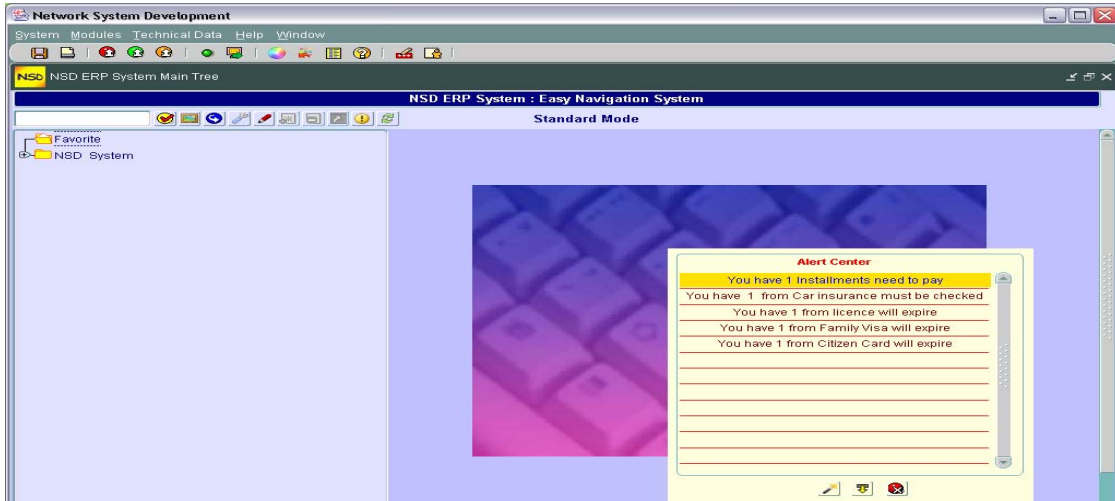 Network System Development
System Modules Technical Data Help Window
NSD NSD ERP System Main Tree
NSD ERP System : Easy Navigation System
Standard Mode
Favorite
NSD System
Alert Center
You have 1 Installments need to pay
You have 1 from Car insurance must be checked
You have 1 from licence will expire
You have 1 from Family Visa will expire
You have 1 from Citizen Card will expire